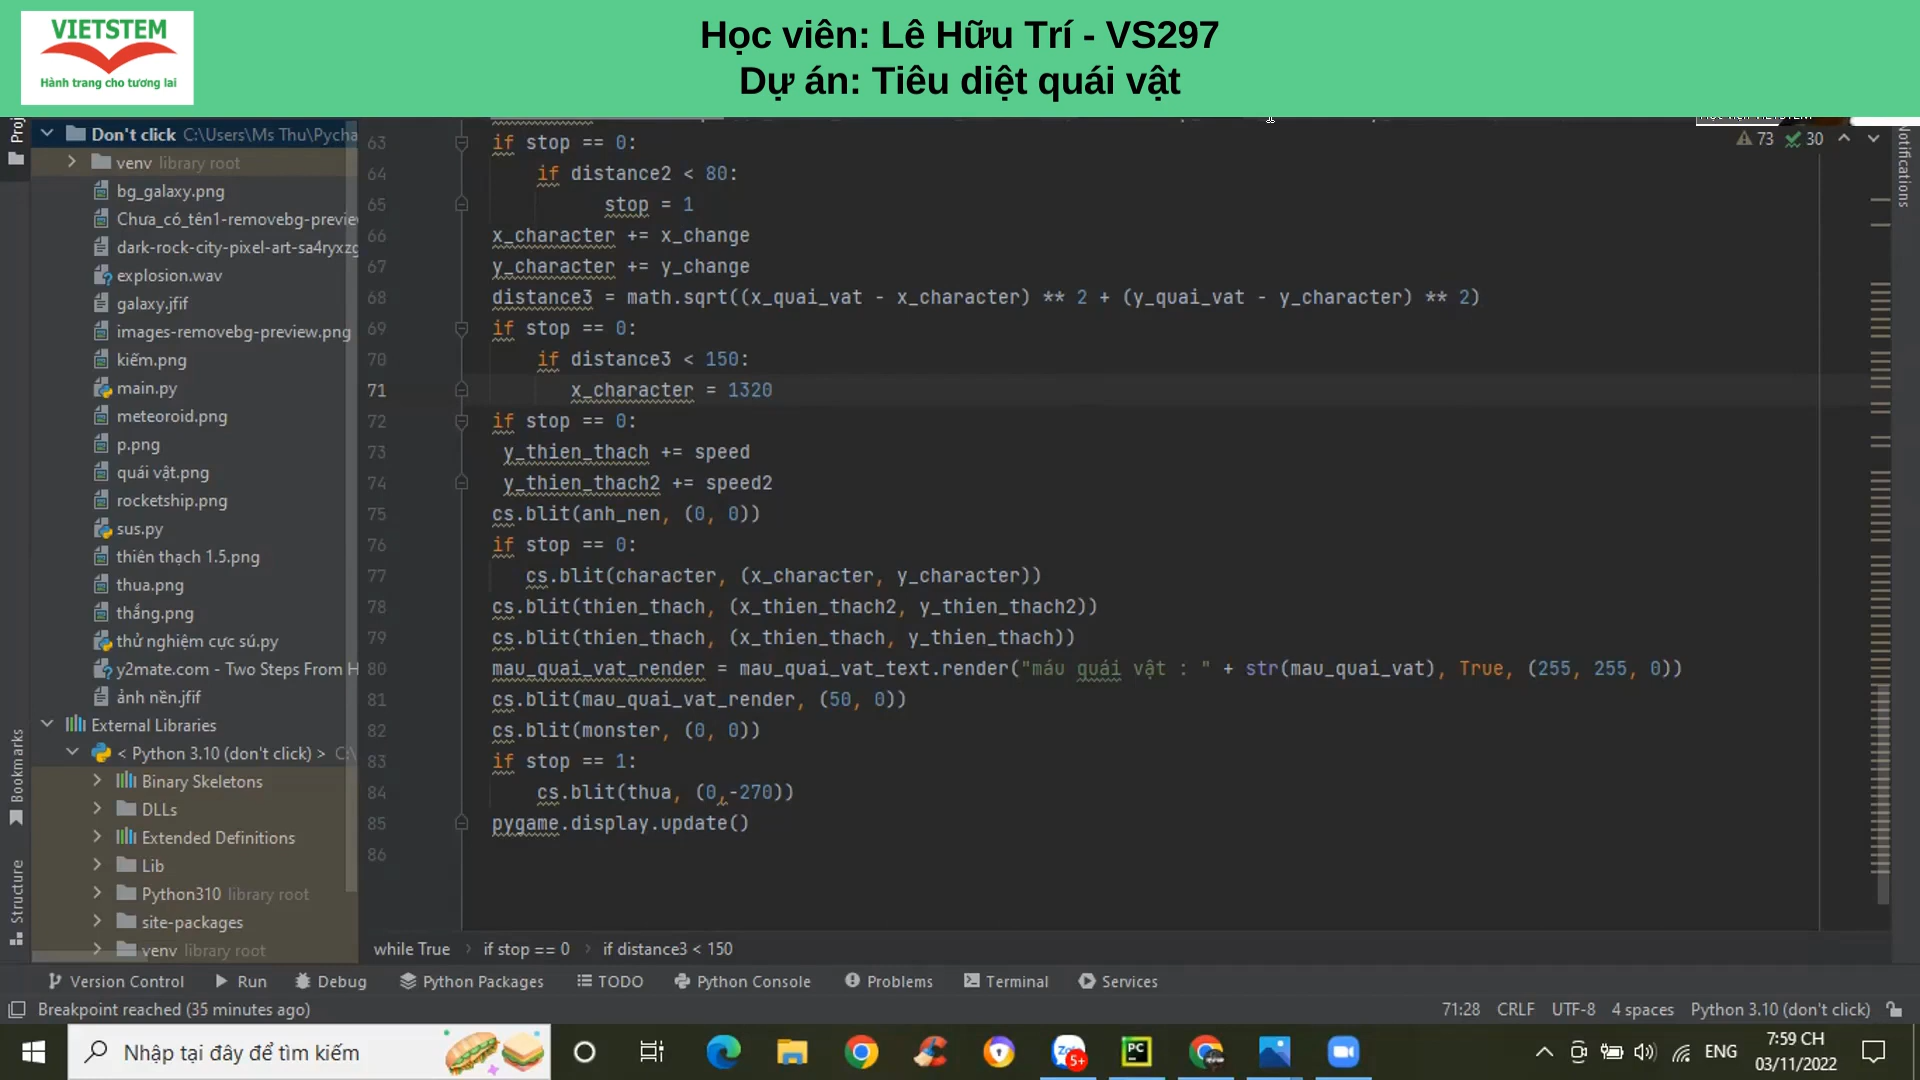 VIETSTEM
Hành trang cho tương lai
Học viên: Lê Hữu Trí - VS297
Dự án: Tiêu diệt quái vật
Don't click C:\Users\Ms Thu\Pycha
venv library root
bg_galaxy.png
Chưa_có_tên1-removebg-previe
dark-rock-city-pixel-art-sa4ryxzg
explosion.wav
galaxy.jfif
images-removebg-preview.png
kiếm.png
main.py
meteoroid.png
p.png
quái vật.png
rocketship.png
sus.py
thiên thạch 1.5.png
thua.png
thắng.png
thử nghiệm cực sú.py
y2mate.com - Two Steps From H
ảnh nền.jfif
External Libraries
< Python 3.10 (don't click) > C:\
Binary Skeletons
DLLs
Extended Definitions
Lib
Python310 library root
site-packages
venv library root
Proj
Bookmarks
Structure
73 30
Notifications
63 if stop == 0:
64 if distance2 < 80:
65 stop = 1
66 x_character += x_change
67 y_character += y_change
68 distance3 = math.sqrt((x_quai_vat - x_character) ** 2 + (y_quai_vat - y_character) ** 2)
69 if stop == 0:
70 if distance3 < 150:
71 x_character = 1320
72 if stop == 0:
73 y_thien_thach += speed
74 y_thien_thach2 += speed2
75 cs.blit(anh_nen, (0, 0))
76 if stop == 0:
77 cs.blit(character, (x_character, y_character))
78 cs.blit(thien_thach, (x_thien_thach2, y_thien_thach2))
79 cs.blit(thien_thach, (x_thien_thach, y_thien_thach))
80 mau_quai_vat_render = mau_quai_vat_text.render("máu quái vật : " + str(mau_quai_vat), True, (255, 255, 0))
81 cs.blit(mau_quai_vat_render, (50, 0))
82 cs.blit(monster, (0, 0))
83 if stop == 1:
84 cs.blit(thua, (0,-270))
85 pygame.display.update()
86
while True > if stop == 0 > if distance3 < 150
Version Control Run Debug Python Packages TODO Python Console Problems Terminal Services
Breakpoint reached (35 minutes ago) 71:28 CRLF UTF-8 4 spaces Python 3.10 (don't click)
Nhập tại đây để tìm kiếm
5+
PC
ENG
7:59 CH
03/11/2022